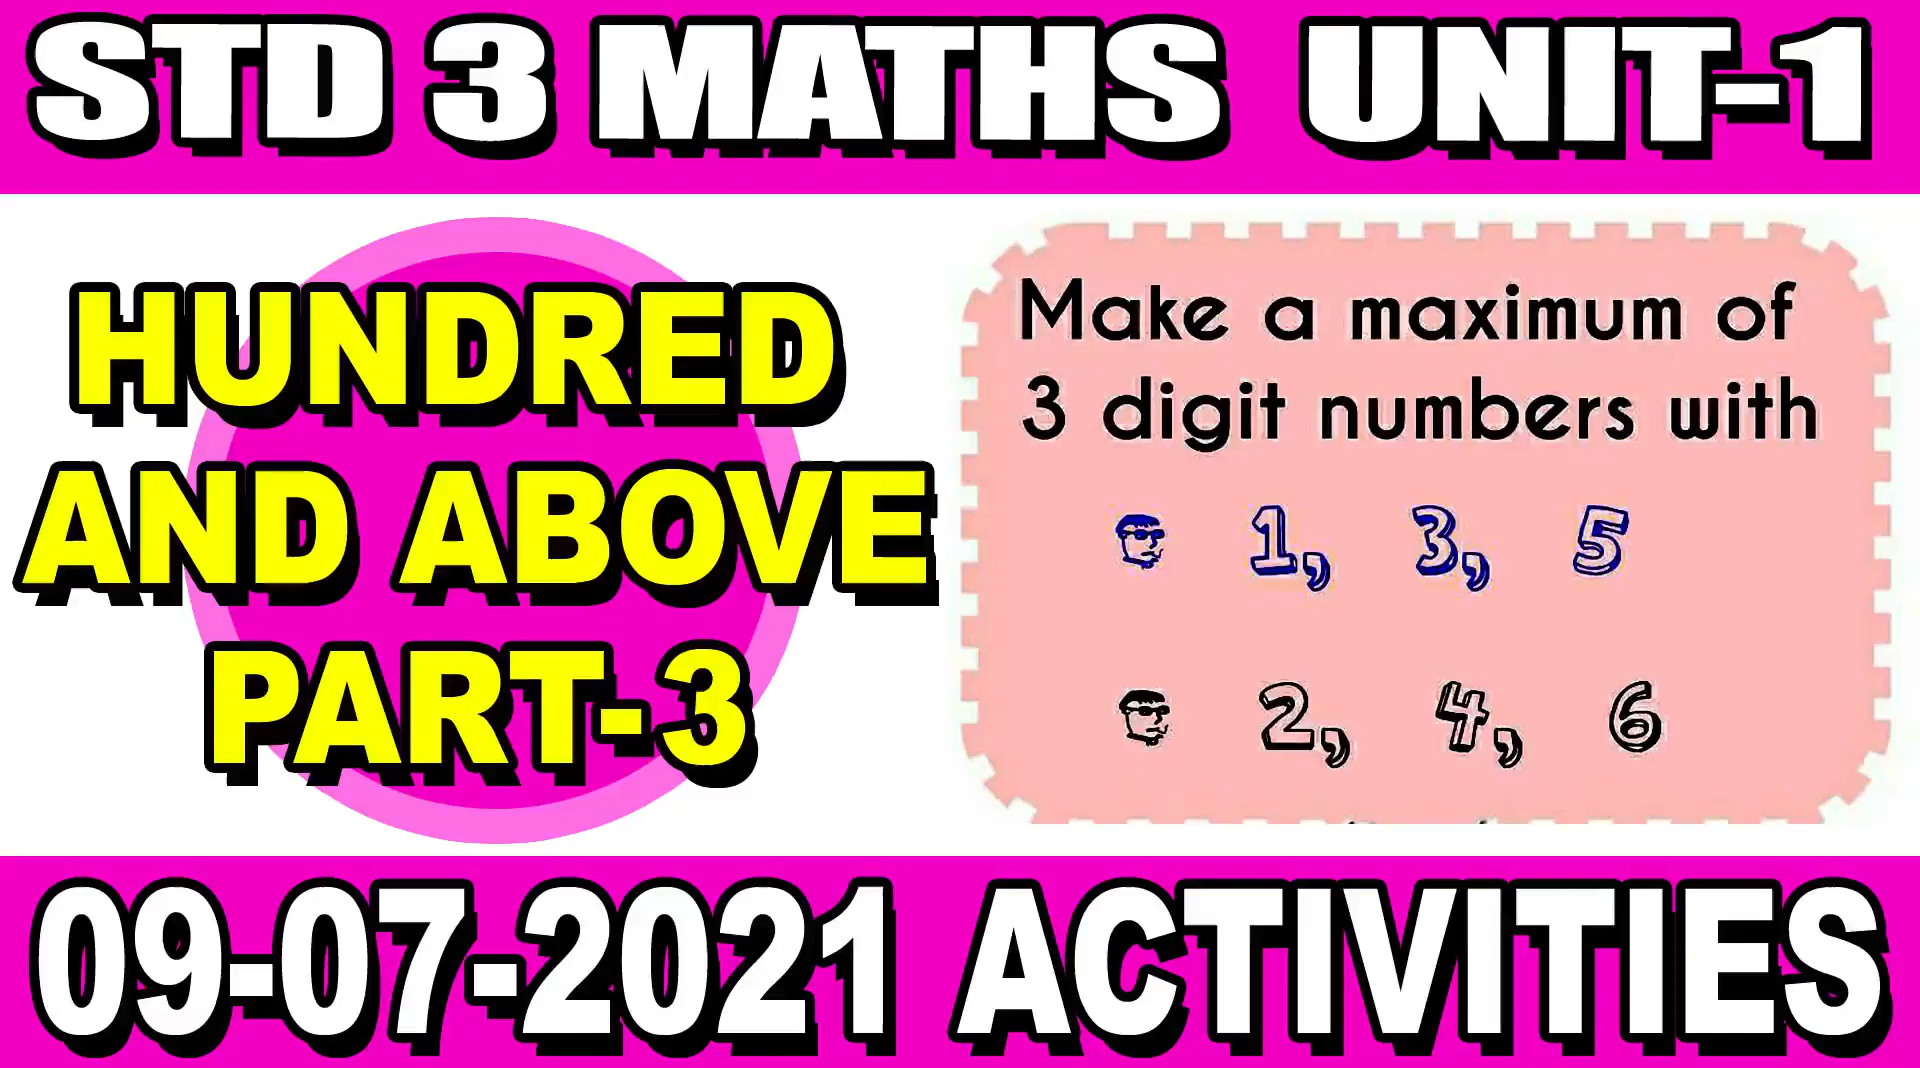 STD 3 MATHS UNIT-1
HUNDRED
AND ABOVE
PART-3
Make a maximum of
3 digit numbers with
1, 3, 5
2, 4, 6
09-07-2021 ACTIVITIES